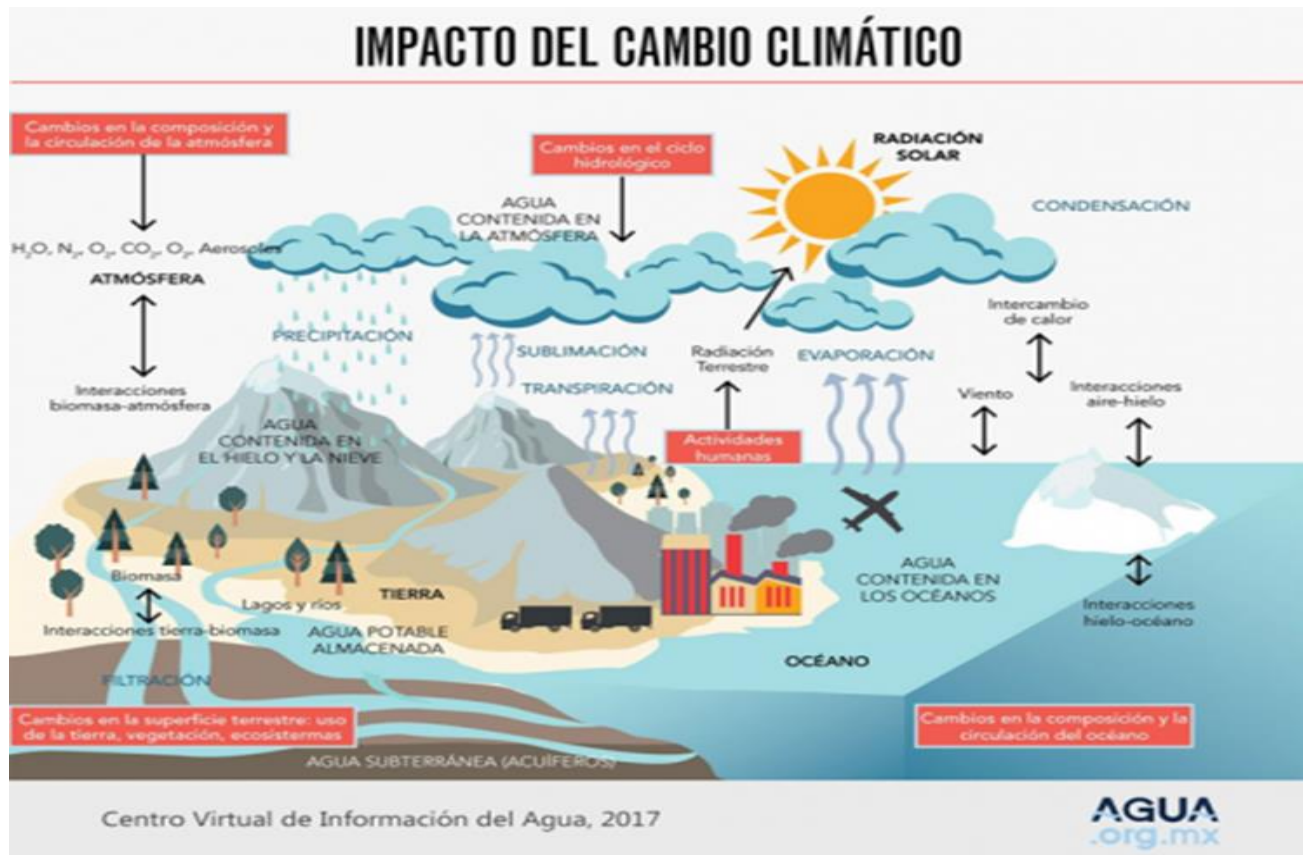 IMPACTO DEL CAMBIO CLIMÁTICO
Cambios en la composición y
la circulación de la atmósfera
Cambios en el ciclo
hidrológico
RADIACIÓN
SOLAR
AGUA
CONTENIDA EN
LA ATMÓSFERA
CONDENSACIÓN
H₂O, N₂, O₂, CO₂, O₃, Aerosoles
ATMÓSFERA
Intercambio
de calor
PRECIPITACIÓN
SUBLIMACIÓN
Radiación
Terrestre
EVAPORACIÓN
TRANSPIRACIÓN
Interacciones
biomasa-atmósfera
Viento
Interacciones
aire-hielo
AGUA
CONTENIDA EN
EL HIELO Y LA NIEVE
Actividades
humanas
AGUA
CONTENIDA EN
LOS OCÉANOS
Biomasa
TIERRA
Lagos y ríos
Interacciones tierra-biomasa
AGUA POTABLE
ALMACENADA
Interacciones
hielo-océano
OCÉANO
FILTRACIÓN
Cambios en la superficie terrestre: uso
de la tierra, vegetación, ecosistermas
Cambios en la composición y la
circulación del océano
AGUA SUBTERRÁNEA (ACUÍFEROS)
Centro Virtual de Información del Agua, 2017
AGUA
.org.mx